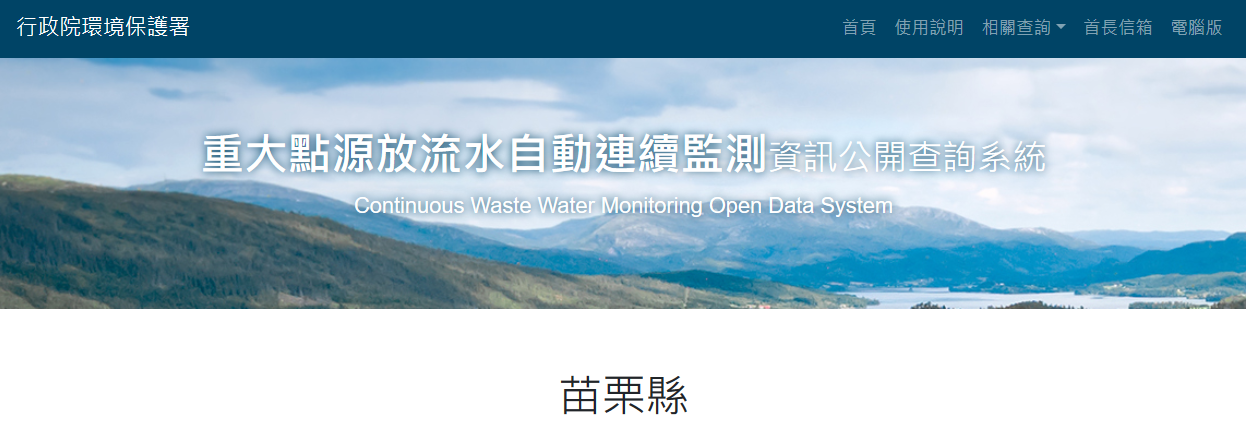 行政院環境保護署 首頁 使用說明 相關查詢 首長信箱 電腦版
重大點源放流水自動連續監測資訊公開查詢系統
Continuous Waste Water Monitoring Open Data System
苗栗縣